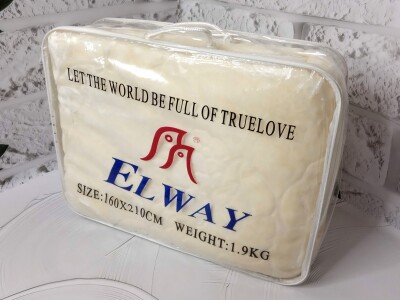 LET THE WORLD BE FULL OF TRUELOVE
®
ELWAY
SIZE:160X210CM WEIGHT:1.9KG